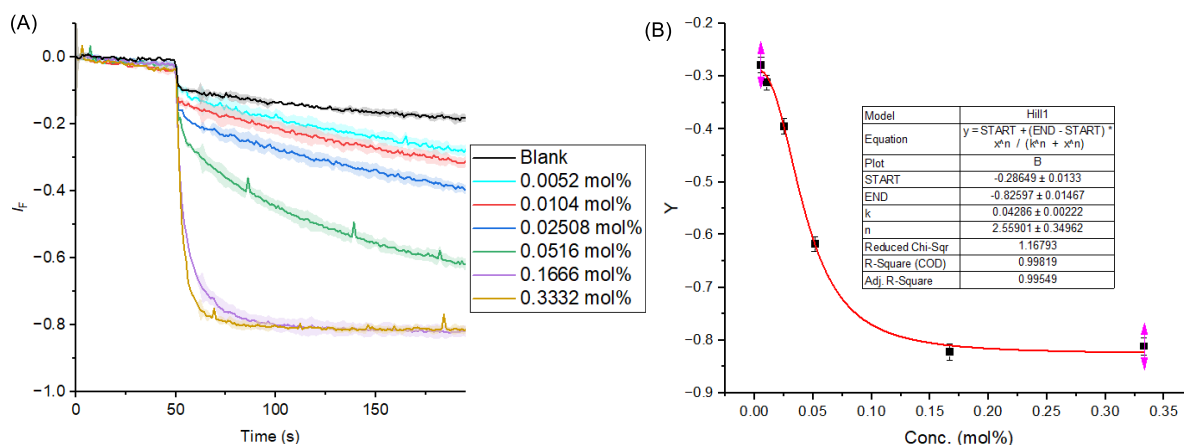 (A)
0.0
−0.2
−0.4
−0.6
−0.8
−1.0
I_F
0
50
100
150
Time (s)
Blank
0.0052 mol%
0.0104 mol%
0.02508 mol%
0.0516 mol%
0.1666 mol%
0.3332 mol%
(B)
−0.2
−0.3
−0.4
−0.5
−0.6
−0.7
−0.8
−0.9
Y
0.00
0.05
0.10
0.15
0.20
0.25
0.30
0.35
Conc. (mol%)
Model Hill1
Equation y = START + (END - START) *
x^n / (k^n + x^n)
Plot B
START -0.28649 ± 0.0133
END -0.82597 ± 0.01467
k 0.04286 ± 0.00222
n 2.55901 ± 0.34962
Reduced Chi-Sqr 1.16793
R-Square (COD) 0.99819
Adj. R-Square 0.99549